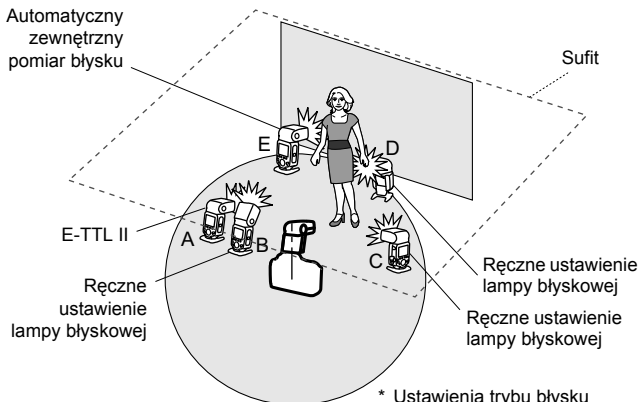 Automatyczny
zewnętrzny
pomiar błysku
Sufit
E
D
E-TTL II
A
B
C
Ręczne
ustawienie
lampy błyskowej
Ręczne ustawienie
lampy błyskowej
Ręczne ustawienie
lampy błyskowej
* Ustawienia trybu błysku